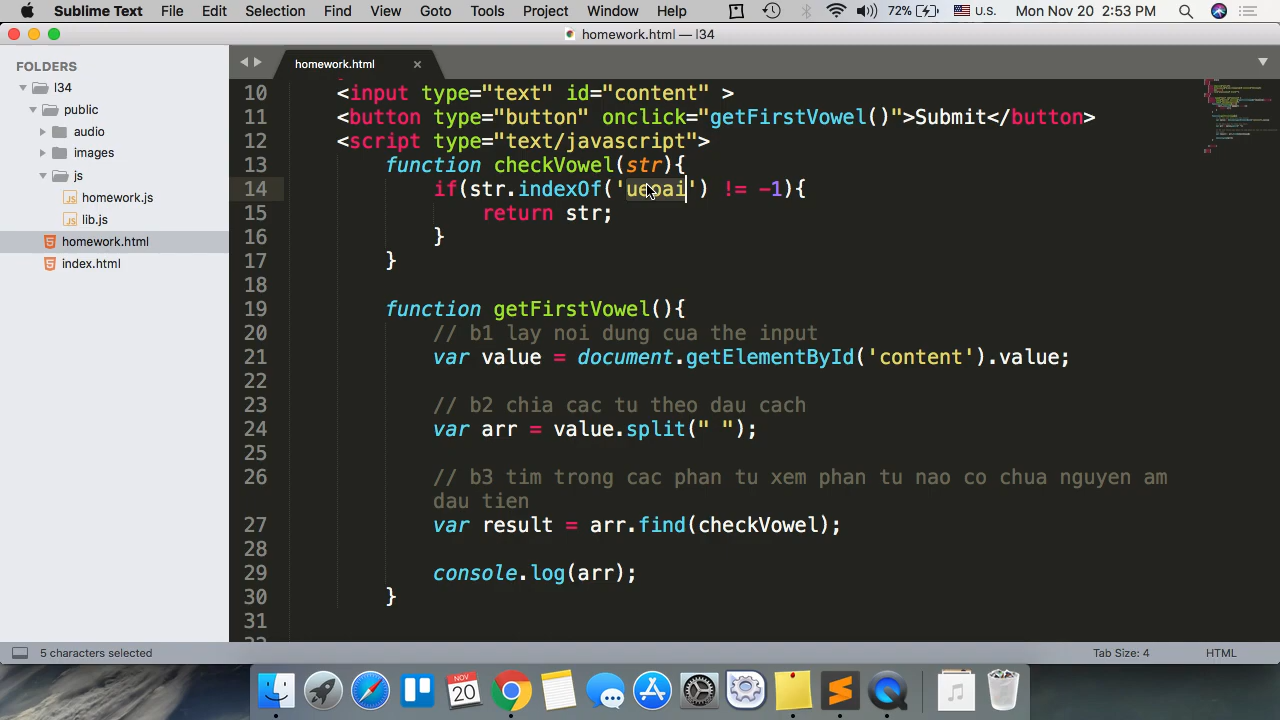 Sublime Text File Edit Selection Find View Goto Tools Project Window Help 72% U.S. Mon Nov 20 2:53 PM
homework.html — l34
FOLDERS
l34
public
audio
images
js
homework.js
lib.js
homework.html
index.html
homework.html ×
10 <input type="text" id="content" >
11 <button type="button" onclick="getFirstVowel()">Submit</button>
12 <script type="text/javascript">
13 function checkVowel(str){
14 if(str.indexOf('ueoai') != -1){
15 return str;
16 }
17 }
18
19 function getFirstVowel(){
20 // b1 lay noi dung cua the input
21 var value = document.getElementById('content').value;
22
23 // b2 chia cac tu theo dau cach
24 var arr = value.split(" ");
25
26 // b3 tim trong cac phan tu xem phan tu nao co chua nguyen am
dau tien
27 var result = arr.find(checkVowel);
28
29 console.log(arr);
30 }
31
5 characters selected Tab Size: 4 HTML
NOV
20